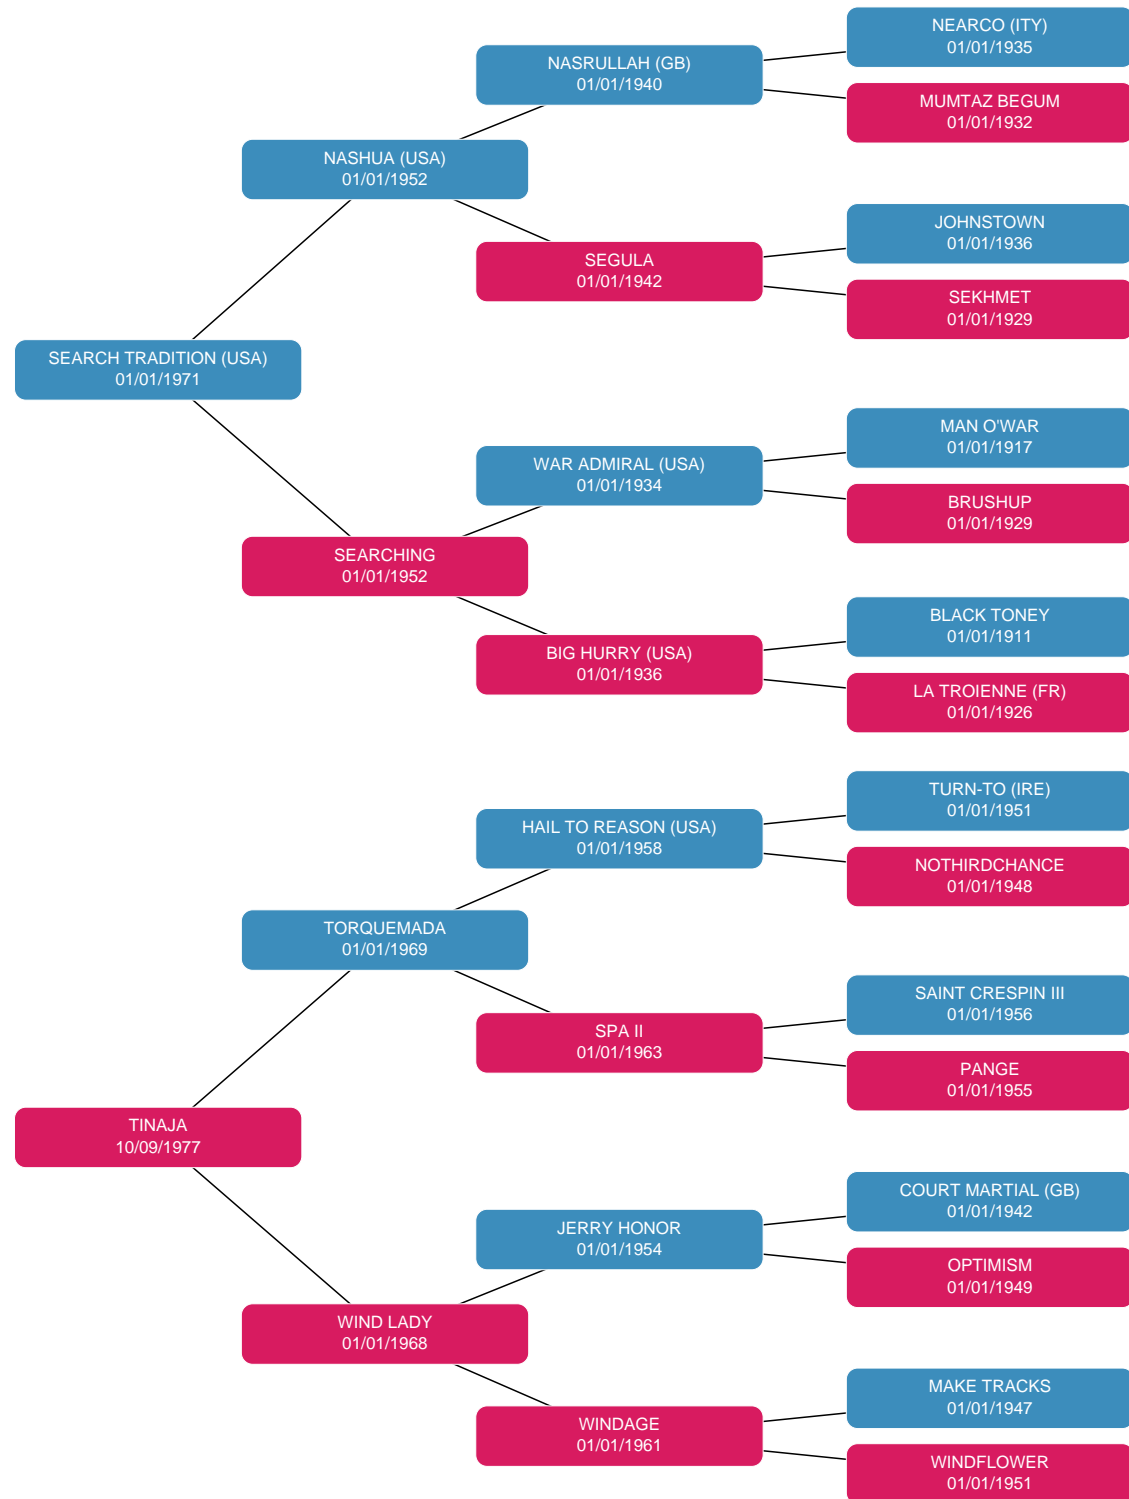 NEARCO (ITY)
01/01/1935
NASRULLAH (GB)
01/01/1940
MUMTAZ BEGUM
01/01/1932
NASHUA (USA)
01/01/1952
JOHNSTOWN
01/01/1936
SEGULA
01/01/1942
SEKHMET
01/01/1929
SEARCH TRADITION (USA)
01/01/1971
MAN O'WAR
01/01/1917
WAR ADMIRAL (USA)
01/01/1934
BRUSHUP
01/01/1929
SEARCHING
01/01/1952
BLACK TONEY
01/01/1911
BIG HURRY (USA)
01/01/1936
LA TROIENNE (FR)
01/01/1926
TURN-TO (IRE)
01/01/1951
HAIL TO REASON (USA)
01/01/1958
NOTHIRDCHANCE
01/01/1948
TORQUEMADA
01/01/1969
SAINT CRESPIN III
01/01/1956
SPA II
01/01/1963
PANGE
01/01/1955
TINAJA
10/09/1977
COURT MARTIAL (GB)
01/01/1942
JERRY HONOR
01/01/1954
OPTIMISM
01/01/1949
WIND LADY
01/01/1968
MAKE TRACKS
01/01/1947
WINDAGE
01/01/1961
WINDFLOWER
01/01/1951